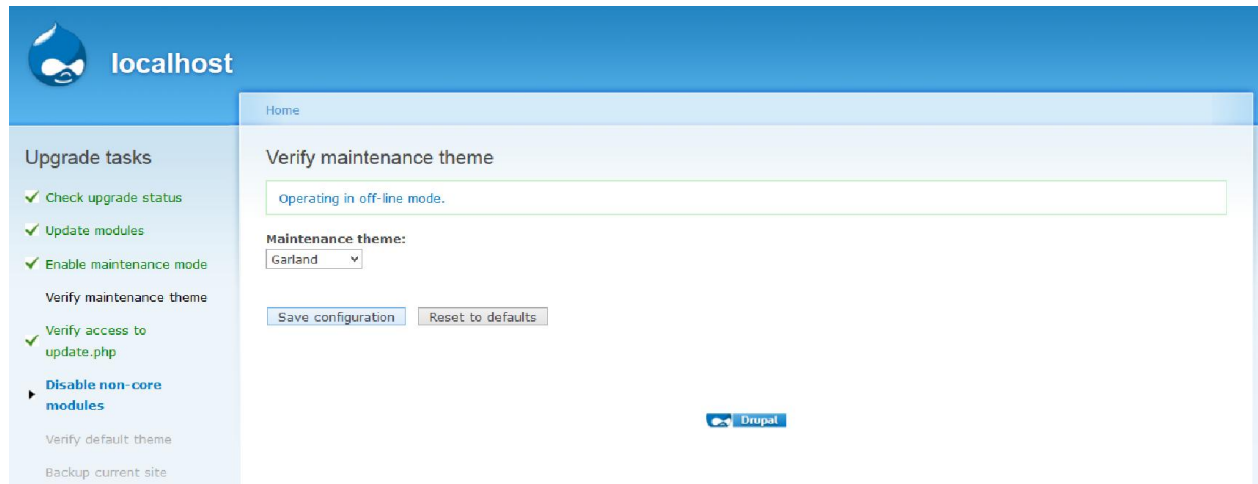 localhost
Home
Upgrade tasks
Check upgrade status
Update modules
Enable maintenance mode
Verify maintenance theme
Verify access to
update.php
Disable non-core
modules
Verify default theme
Backup current site
Verify maintenance theme
Operating in off-line mode.
Maintenance theme:
Garland
Save configuration
Reset to defaults
Drupal